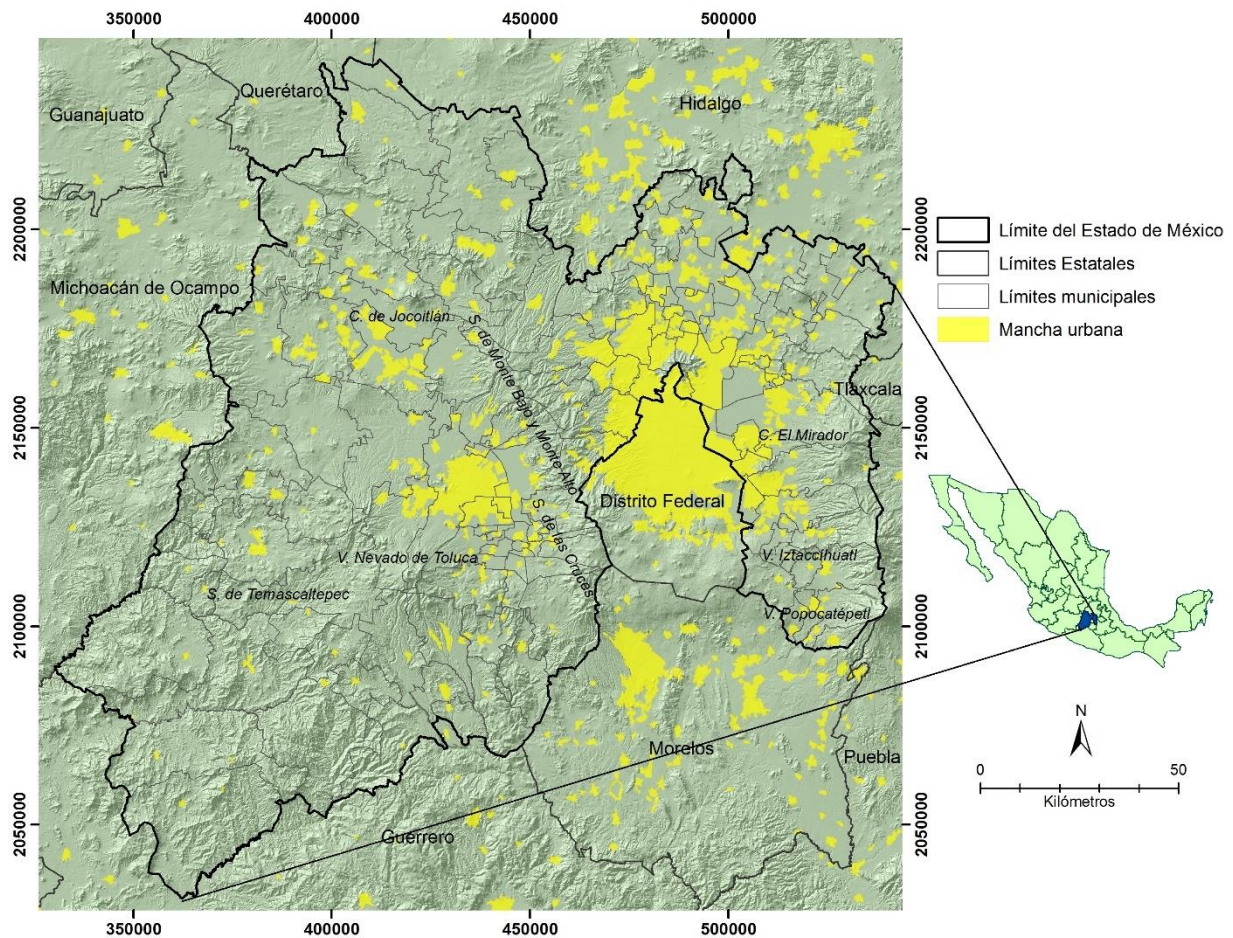 350000 400000 450000 500000
Querétaro
Hidalgo
Guanajuato
2200000
2200000
Límite del Estado de México
Límites Estatales
Michoacán de Ocampo
Límites municipales
C. de Jocoitlán
Mancha urbana
S. de Monte Bajo y Monte Alto
Tlaxcala
2150000
2150000
C. El Mirador
Distrito Federal
S. de las Cruces
V. Nevado de Toluca
V. Iztaccíhuatl
S. de Temascaltepec
V. Popocatépetl
2100000
2100000
N
Morelos
Puebla
0 50
Kilómetros
2050000
2050000
Guerrero
350000 400000 450000 500000